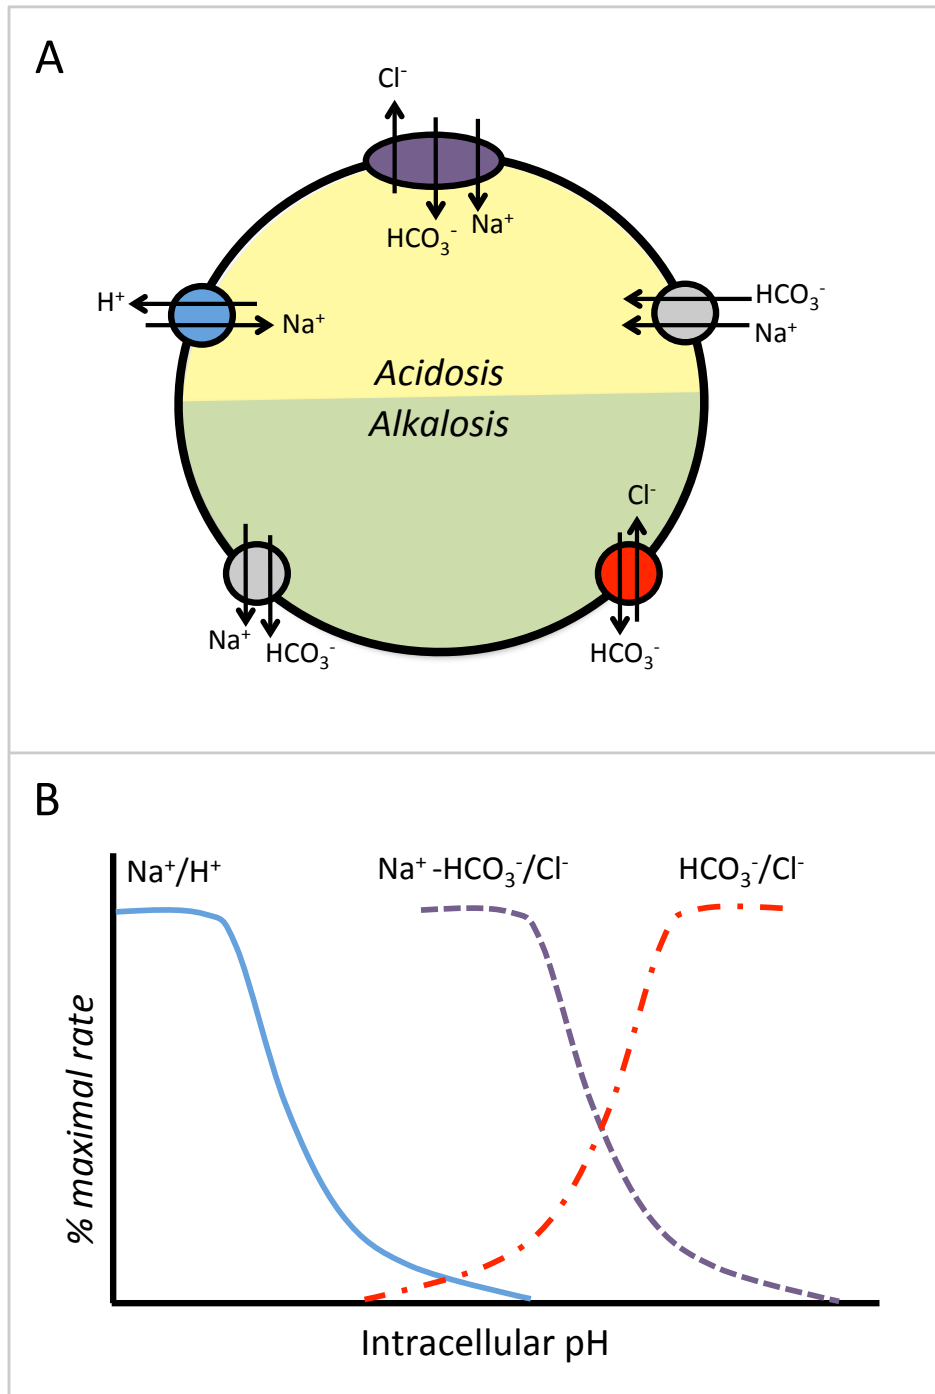 A
Cl⁻
HCO₃⁻
Na⁺
H⁺
Na⁺
HCO₃⁻
Na⁺
Acidosis
Alkalosis
Cl⁻
Na⁺
HCO₃⁻
HCO₃⁻
B
Na⁺/H⁺
Na⁺ -HCO₃⁻/Cl⁻
HCO₃⁻/Cl⁻
% maximal rate
Intracellular pH